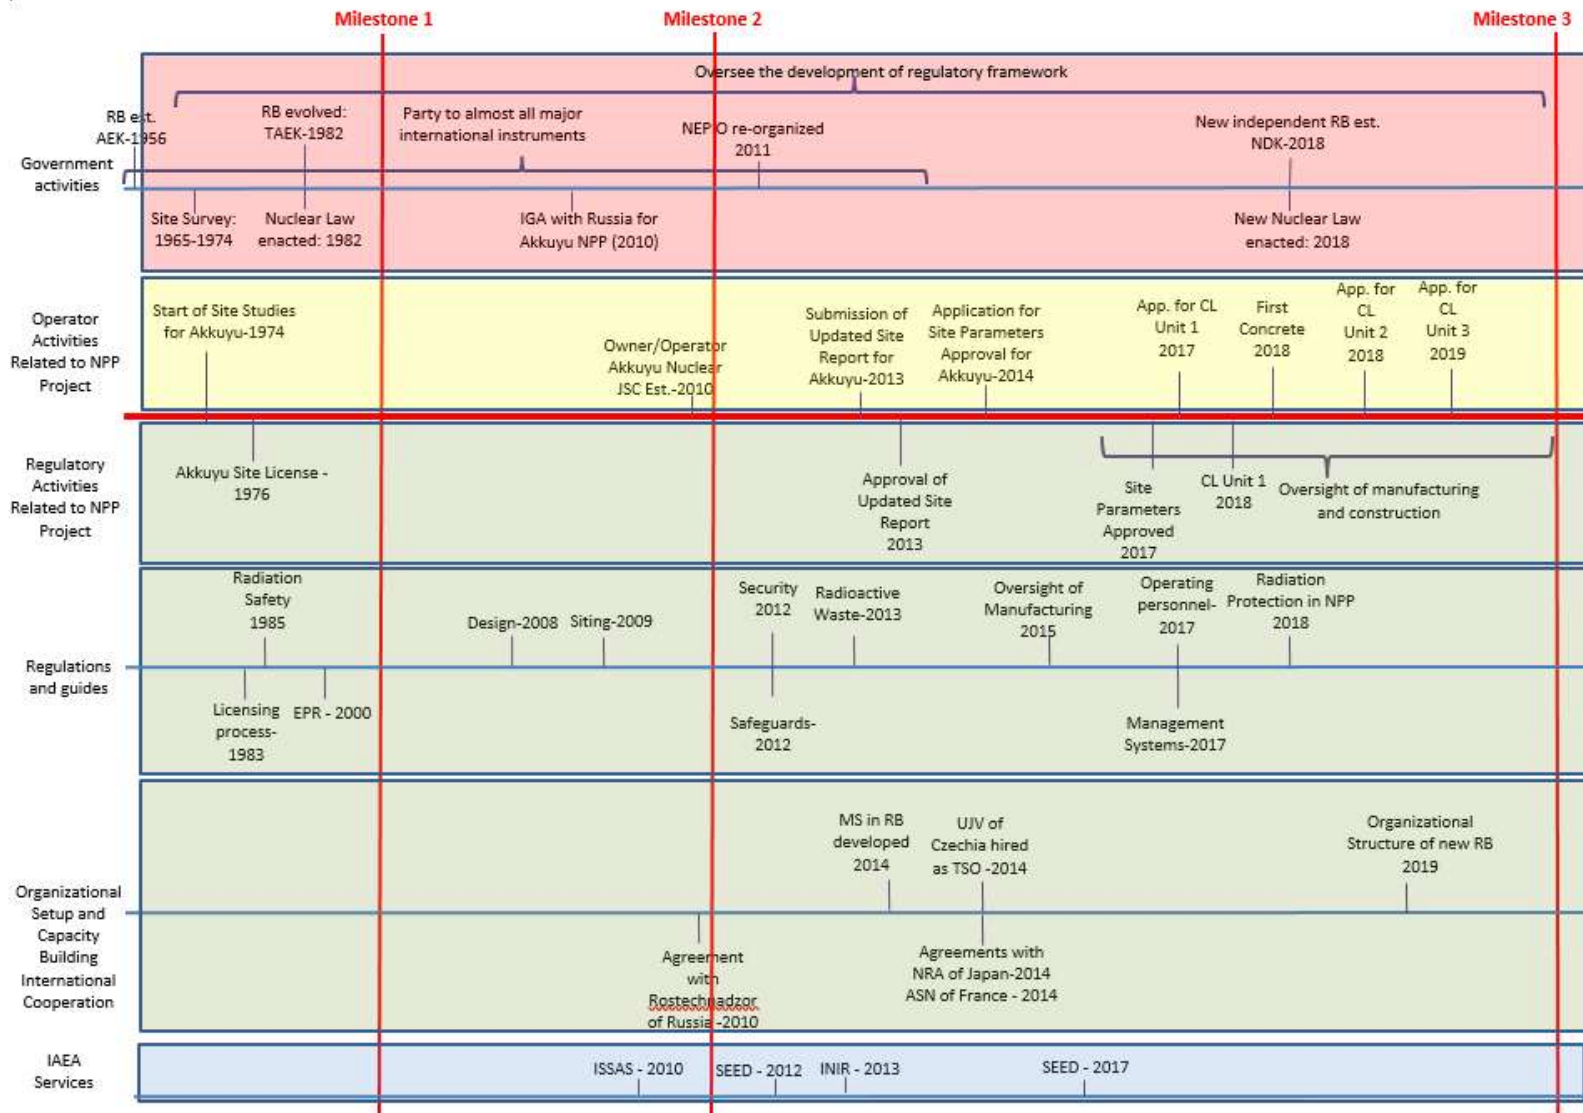 Milestone 1
Milestone 2
Milestone 3
Oversee the development of regulatory framework
RB est.
AEK-1956
RB evolved:
TAEK-1982
Party to almost all major
international instruments
NEPIO re-organized
2011
New independent RB est.
NDK-2018
Government
activities
Site Survey:
1965-1974
Nuclear Law
enacted: 1982
IGA with Russia for
Akkuyu NPP (2010)
New Nuclear Law
enacted: 2018
Operator
Activities
Related to NPP
Project
Start of Site Studies
for Akkuyu-1974
Owner/Operator
Akkuyu Nuclear
JSC Est.-2010
Submission of
Updated Site
Report for
Akkuyu-2013
Application for
Site Parameters
Approval for
Akkuyu-2014
App. for CL
Unit 1
2017
First
Concrete
2018
App. for
CL
Unit 2
2018
App. for
CL
Unit 3
2019
Regulatory
Activities
Related to NPP
Project
Akkuyu Site License -
1976
Approval of
Updated Site
Report
2013
Site
Parameters
Approved
2017
CL Unit 1
2018
Oversight of manufacturing
and construction
Regulations
and guides
Radiation
Safety
1985
Design-2008
Siting-2009
Security
2012
Radioactive
Waste-2013
Oversight of
Manufacturing
2015
Operating
personnel-
2017
Radiation
Protection in NPP
2018
Licensing
process-
1983
EPR - 2000
Safeguards-
2012
Management
Systems-2017
Organizational
Setup and
Capacity
Building
International
Cooperation
MS in RB
developed
2014
UJV of
Czechia hired
as TSO -2014
Organizational
Structure of new RB
2019
Agreement
with
Rostechnadzor
of Russia -2010
Agreements with
NRA of Japan-2014
ASN of France - 2014
IAEA
Services
ISSAS - 2010
SEED - 2012
INIR - 2013
SEED - 2017